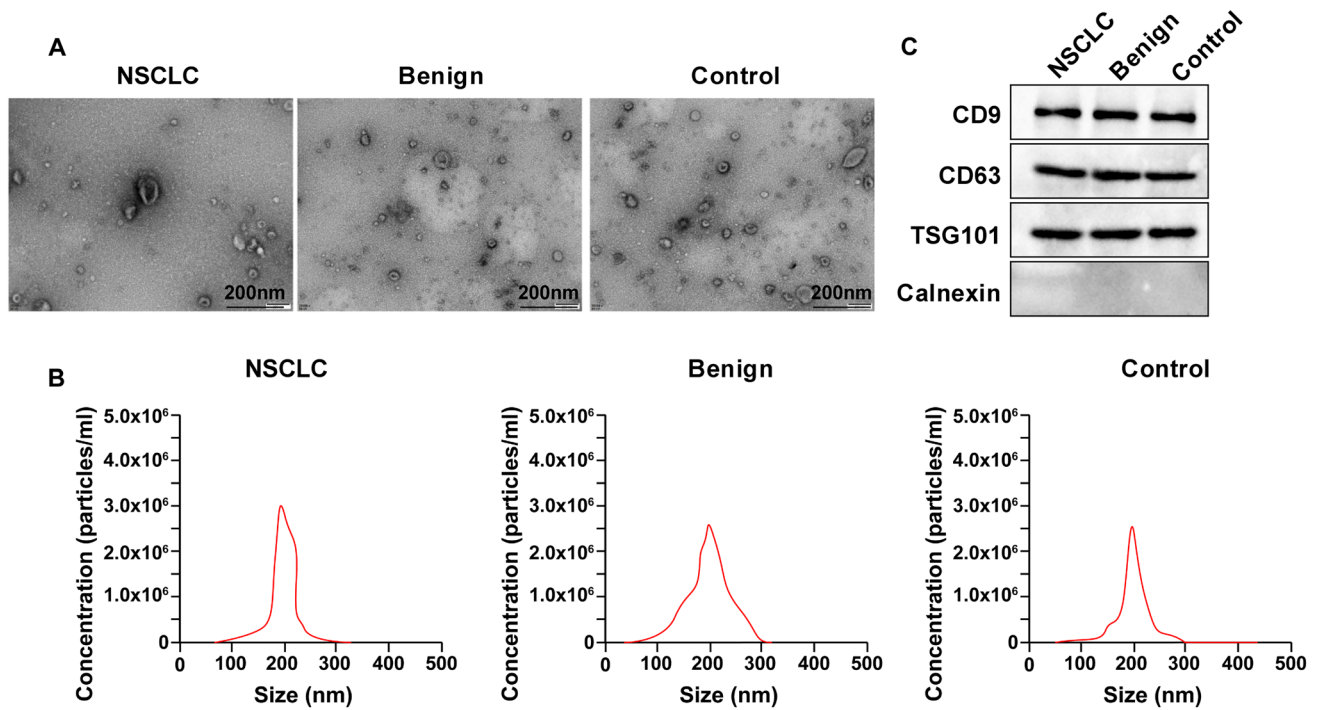 A
NSCLC
Benign
Control
200nm
200nm
200nm
C
NSCLC
Benign
Control
CD9
CD63
TSG101
Calnexin
B
NSCLC
Concentration (particles/ml)
5.0x10⁶
4.0x10⁶
3.0x10⁶
2.0x10⁶
1.0x10⁶
0
0 100 200 300 400 500
Size (nm)
Benign
Concentration (particles/ml)
5.0x10⁶
4.0x10⁶
3.0x10⁶
2.0x10⁶
1.0x10⁶
0
0 100 200 300 400 500
Size (nm)
Control
Concentration (particles/ml)
5.0x10⁶
4.0x10⁶
3.0x10⁶
2.0x10⁶
1.0x10⁶
0
0 100 200 300 400 500
Size (nm)